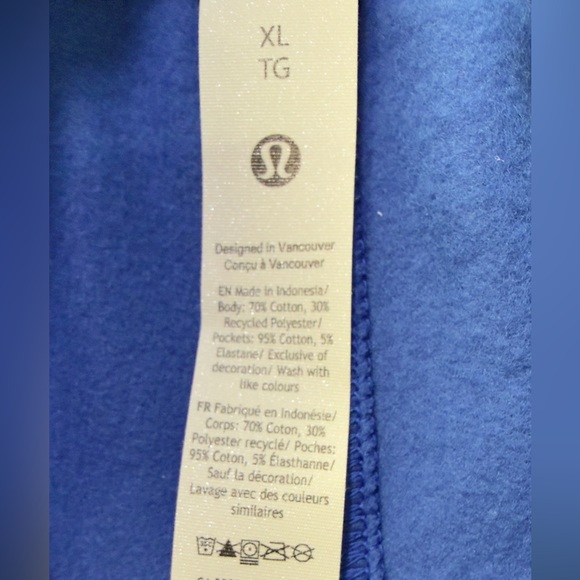 XL
TG
Designed in Vancouver
Conçu à Vancouver
EN Made in Indonesia/
Body: 70% Cotton, 30%
Recycled Polyester/
Pockets: 95% Cotton, 5%
Elastane/ Exclusive of
decoration/ Wash with
like colours
FR Fabriqué en Indonésie/
Corps: 70% Coton, 30%
Polyester recyclé/ Poches:
95% Coton, 5% Élasthanne/
Sauf la décoration/
Lavage avec des couleurs
similaires